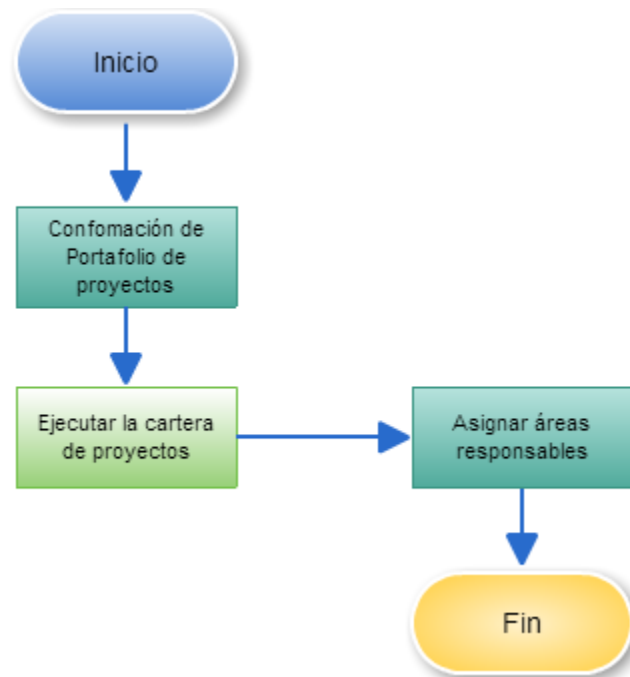 Inicio
Confomación de
Portafolio de
proyectos
Ejecutar la cartera
de proyectos
Asignar áreas
responsables
Fin